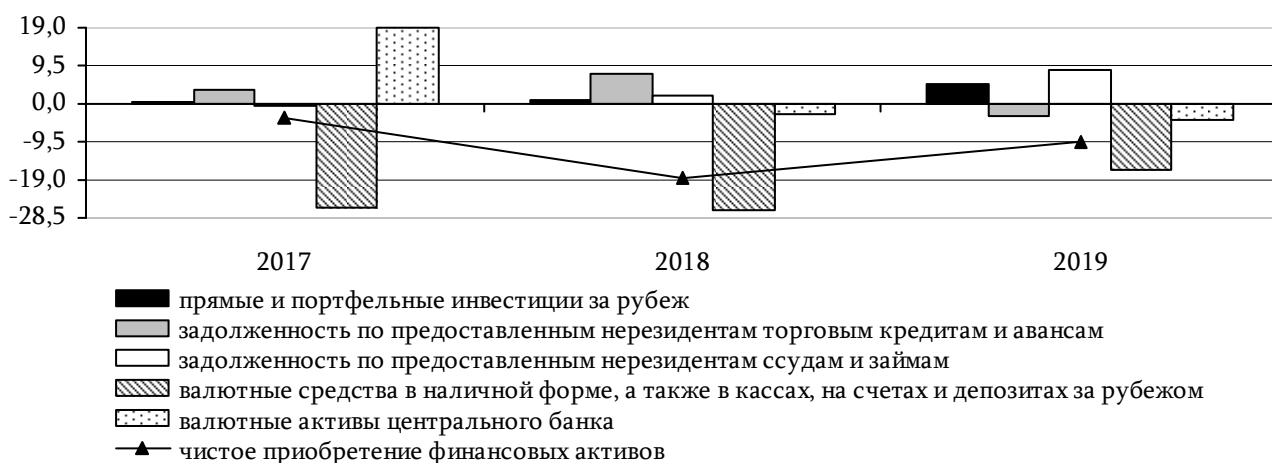 19,0
9,5
0,0
-9,5
-19,0
-28,5
2017 2018 2019
прямые и портфельные инвестиции за рубеж
задолженность по предоставленным нерезидентам торговым кредитам и авансам
задолженность по предоставленным нерезидентам ссудам и займам
валютные средства в наличной форме, а также в кассах, на счетах и депозитах за рубежом
валютные активы центрального банка
чистое приобретение финансовых активов